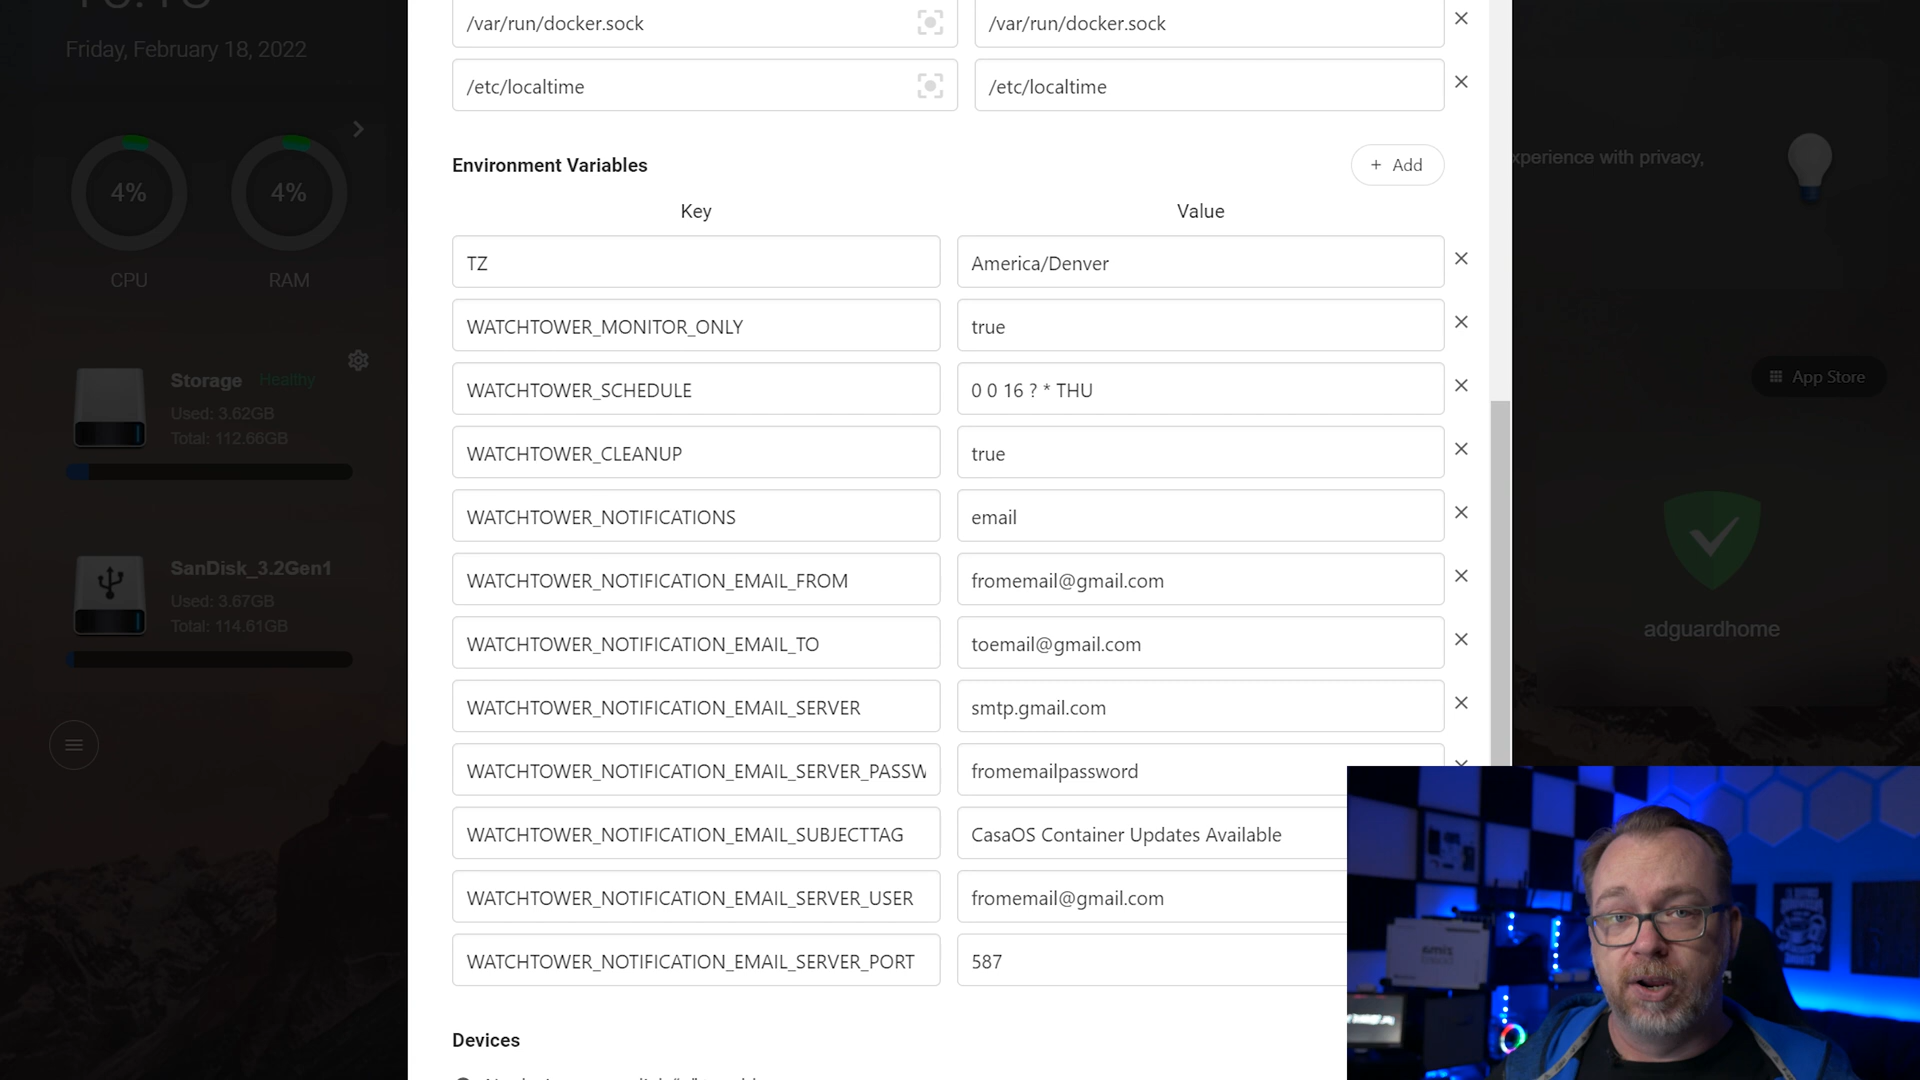 Friday, February 18, 2022
4%
4%
CPU
RAM
Storage Healthy
Used: 3.62GB
Total: 112.66GB
SanDisk_3.2Gen1
Used: 3.67GB
Total: 114.61GB
/var/run/docker.sock /var/run/docker.sock
/etc/localtime /etc/localtime
Environment Variables
+ Add
Key Value
TZ America/Denver
WATCHTOWER_MONITOR_ONLY true
WATCHTOWER_SCHEDULE 0 0 16 ? * THU
WATCHTOWER_CLEANUP true
WATCHTOWER_NOTIFICATIONS email
WATCHTOWER_NOTIFICATION_EMAIL_FROM fromemail@gmail.com
WATCHTOWER_NOTIFICATION_EMAIL_TO toemail@gmail.com
WATCHTOWER_NOTIFICATION_EMAIL_SERVER smtp.gmail.com
WATCHTOWER_NOTIFICATION_EMAIL_SERVER_PASSW fromemailpassword
WATCHTOWER_NOTIFICATION_EMAIL_SUBJECTTAG CasaOS Container Updates Available
WATCHTOWER_NOTIFICATION_EMAIL_SERVER_USER fromemail@gmail.com
WATCHTOWER_NOTIFICATION_EMAIL_SERVER_PORT 587
Devices
xperience with privacy,
App Store
adguardhome